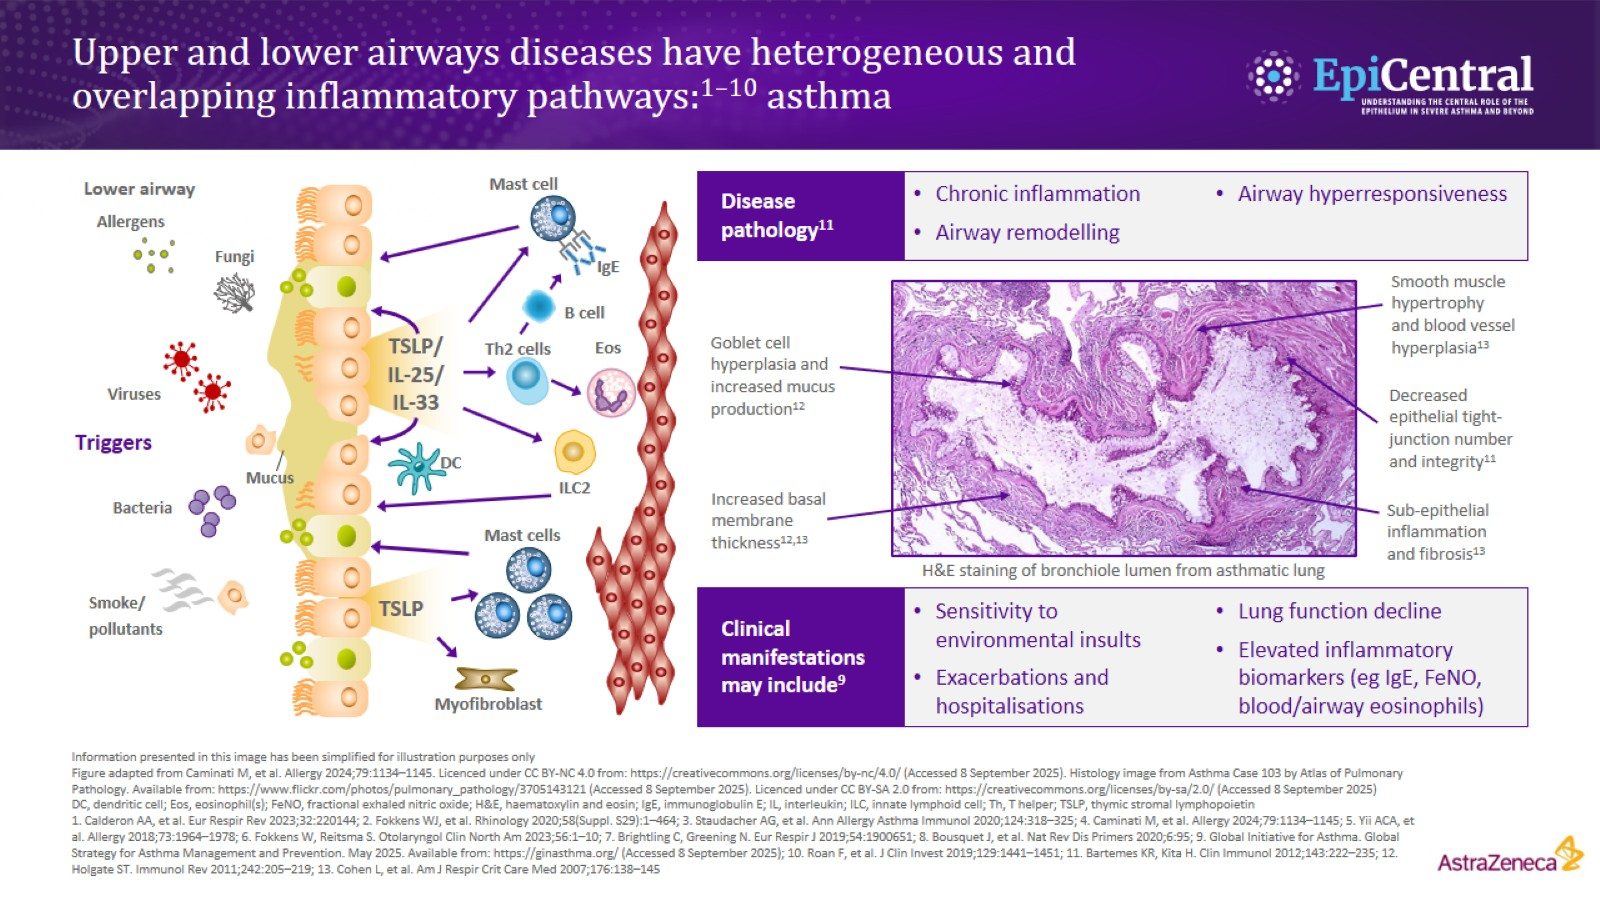 Upper and lower airways diseases have heterogeneous and
overlapping inflammatory pathways:1–10 asthma
EpiCentral
UNDERSTANDING THE CENTRAL ROLE OF THE
EPITHELIUM IN SEVERE ASTHMA AND BEYOND
Lower airway
Allergens
Fungi
Viruses
Triggers
Mucus
Bacteria
Smoke/
pollutants
Mast cell
IgE
B cell
TSLP/
IL-25/
IL-33
Th2 cells
Eos
DC
ILC2
Mast cells
TSLP
Myofibroblast
Disease
pathology11
• Chronic inflammation
• Airway remodelling
• Airway hyperresponsiveness
Goblet cell
hyperplasia and
increased mucus
production12
Increased basal
membrane
thickness12,13
Smooth muscle
hypertrophy
and blood vessel
hyperplasia13
Decreased
epithelial tight-
junction number
and integrity11
Sub-epithelial
inflammation
and fibrosis13
H&E staining of bronchiole lumen from asthmatic lung
Clinical
manifestations
may include9
• Sensitivity to
environmental insults
• Exacerbations and
hospitalisations
• Lung function decline
• Elevated inflammatory
biomarkers (eg IgE, FeNO,
blood/airway eosinophils)
Information presented in this image has been simplified for illustration purposes only
Figure adapted from Caminati M, et al. Allergy 2024;79:1134–1145. Licenced under CC BY-NC 4.0 from: https://creativecommons.org/licenses/by-nc/4.0/ (Accessed 8 September 2025). Histology image from Asthma Case 103 by Atlas of Pulmonary
Pathology. Available from: https://www.flickr.com/photos/pulmonary_pathology/3705143121 (Accessed 8 September 2025). Licenced under CC BY-SA 2.0 from: https://creativecommons.org/licenses/by-sa/2.0/ (Accessed 8 September 2025)
DC, dendritic cell; Eos, eosinophil(s); FeNO, fractional exhaled nitric oxide; H&E, haematoxylin and eosin; IgE, immunoglobulin E; IL, interleukin; ILC, innate lymphoid cell; Th, T helper; TSLP, thymic stromal lymphopoietin
1. Calderon AA, et al. Eur Respir Rev 2023;32:220144; 2. Fokkens WJ, et al. Rhinology 2020;58(Suppl. S29):1–464; 3. Staudacher AG, et al. Ann Allergy Asthma Immunol 2020;124:318–325; 4. Caminati M, et al. Allergy 2024;79:1134–1145; 5. Yii ACA, et
al. Allergy 2018;73:1964–1978; 6. Fokkens W, Reitsma S. Otolaryngol Clin North Am 2023;56:1–10; 7. Brightling C, Greening N. Eur Respir J 2019;54:1900651; 8. Bousquet J, et al. Nat Rev Dis Primers 2020;6:95; 9. Global Initiative for Asthma. Global
Strategy for Asthma Management and Prevention. May 2025. Available from: https://ginasthma.org/ (Accessed 8 September 2025); 10. Roan F, et al. J Clin Invest 2019;129:1441–1451; 11. Bartemes KR, Kita H. Clin Immunol 2012;143:222–235; 12.
Holgate ST. Immunol Rev 2011;242:205–219; 13. Cohen L, et al. Am J Respir Crit Care Med 2007;176:138–145
AstraZeneca